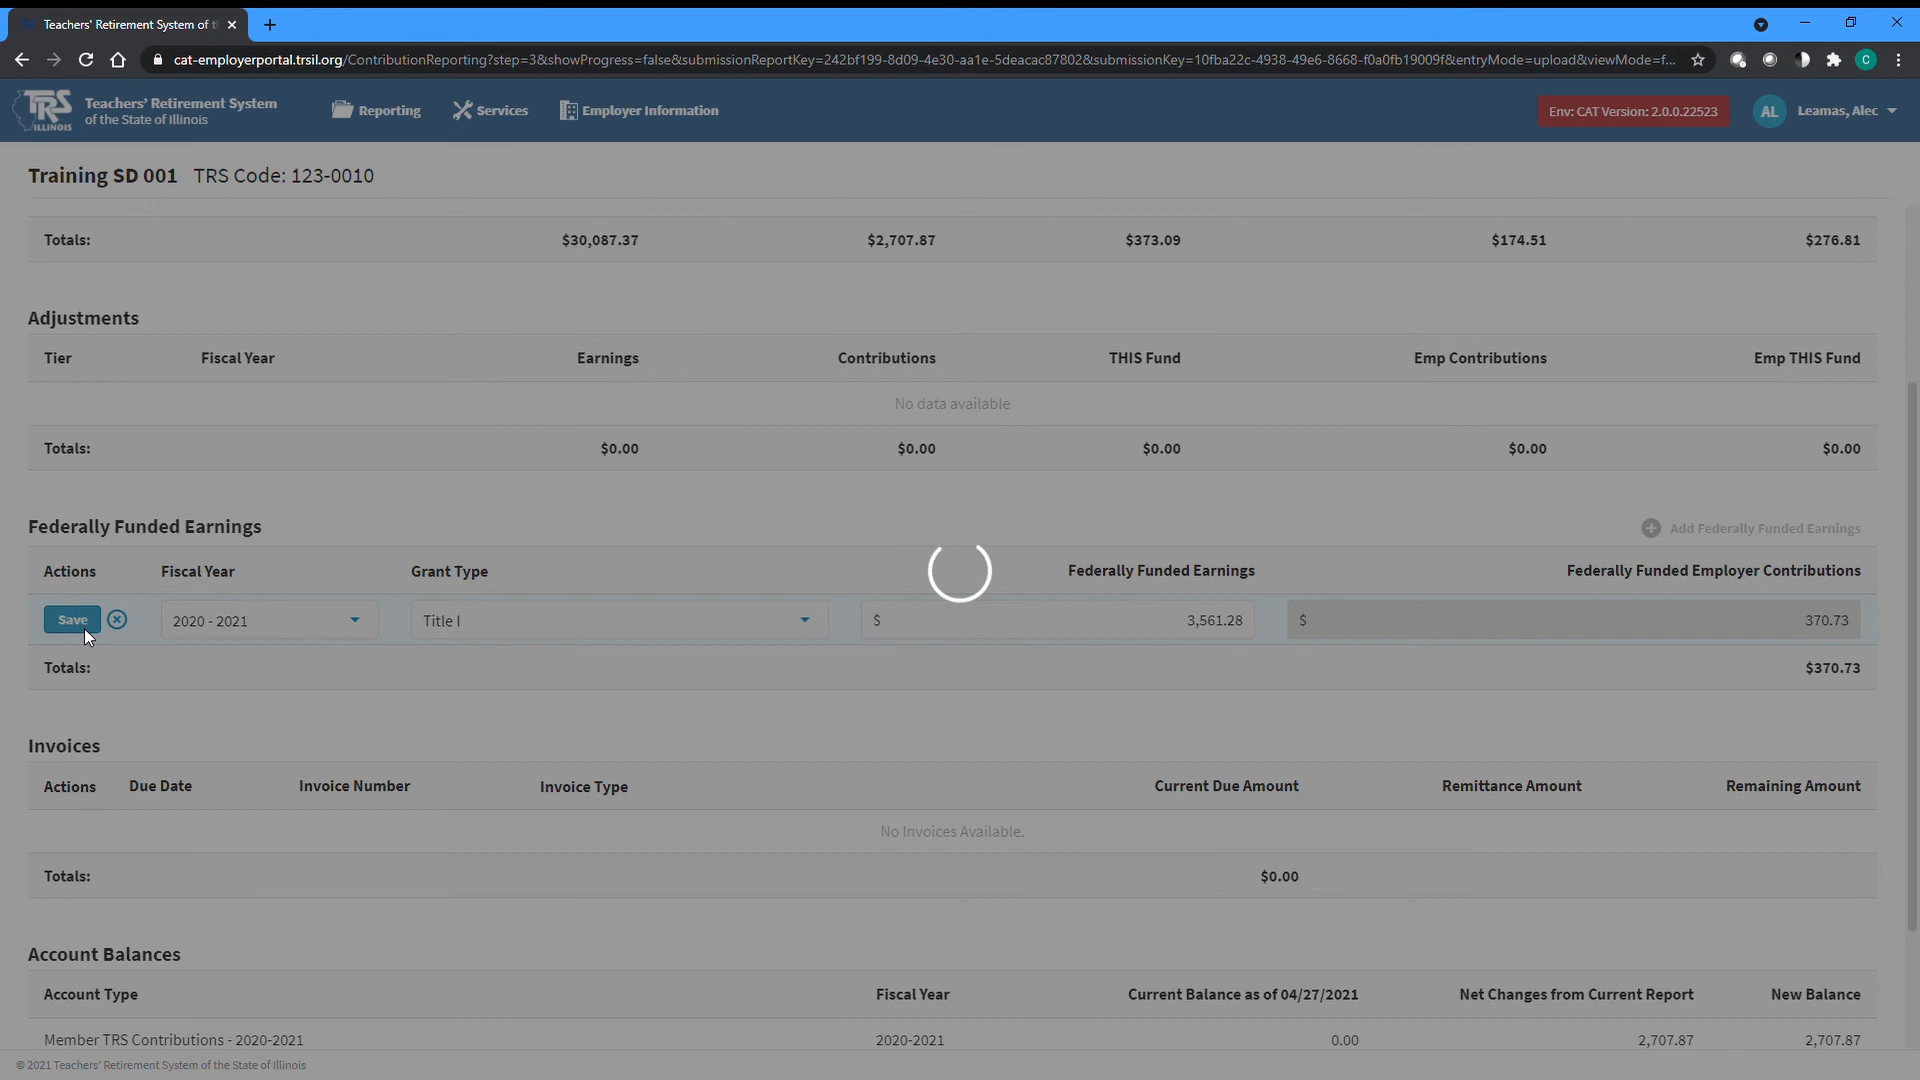 Teachers' Retirement System of t
cat-employerportal.trsil.org/ContributionReporting?step=3&showProgress=false&submissionReportKey=242bf199-8d09-4e30-aa1e-5deacac87802&submissionKey=10fba22c-4938-49e6-8668-f0a0fb19009f&entryMode=upload&viewMode=f...
C
TRS
ILLINOIS
Teachers' Retirement System
of the State of Illinois
Reporting
Services
Employer Information
Env: CAT Version: 2.0.0.22523
AL
Leamas, Alec
Training SD 001 TRS Code: 123-0010
Totals: $30,087.37 $2,707.87 $373.09 $174.51 $276.81
Adjustments
Tier Fiscal Year Earnings Contributions THIS Fund Emp Contributions Emp THIS Fund
No data available
Totals: $0.00 $0.00 $0.00 $0.00 $0.00
Federally Funded Earnings
Add Federally Funded Earnings
Actions Fiscal Year Grant Type Federally Funded Earnings Federally Funded Employer Contributions
Save 2020 - 2021 Title I $ 3,561.28 $ 370.73
Totals: $370.73
Invoices
Actions Due Date Invoice Number Invoice Type Current Due Amount Remittance Amount Remaining Amount
No Invoices Available.
Totals: $0.00
Account Balances
Account Type Fiscal Year Current Balance as of 04/27/2021 Net Changes from Current Report New Balance
Member TRS Contributions - 2020-2021 2020-2021 0.00 2,707.87 2,707.87
© 2021 Teachers' Retirement System of the State of Illinois